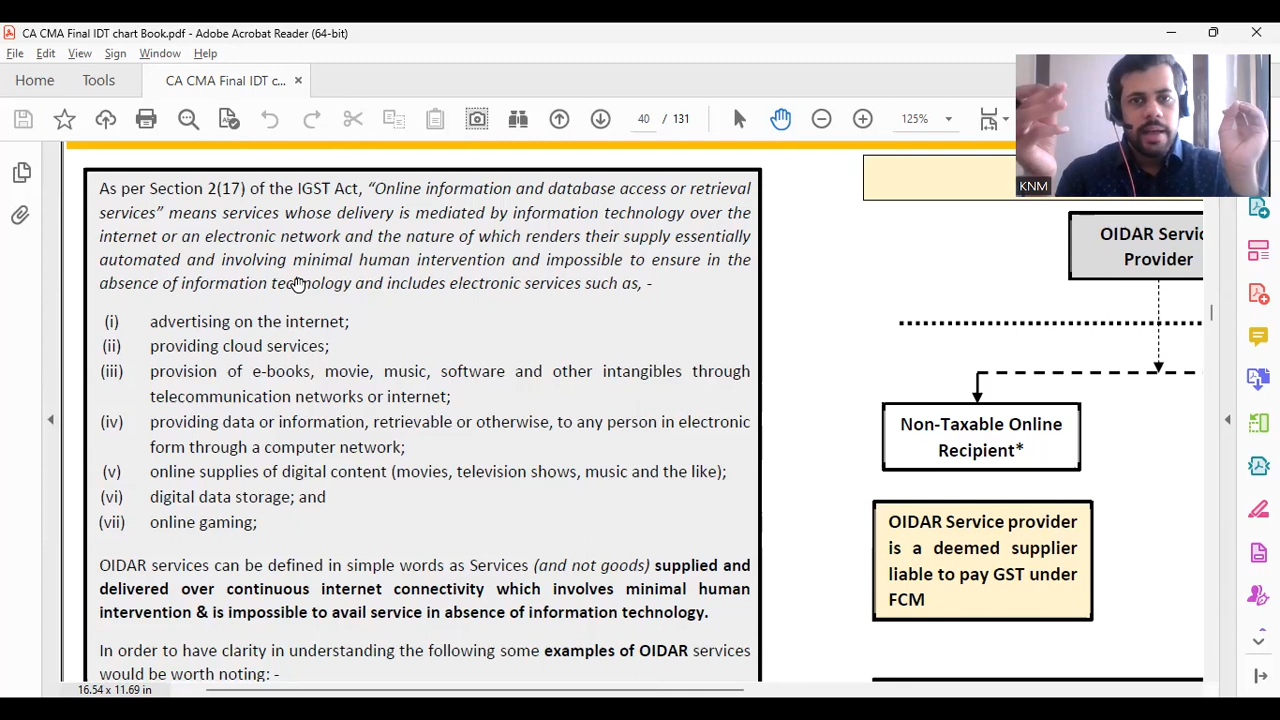 CA CMA Final IDT chart Book.pdf - Adobe Acrobat Reader (64-bit)
File Edit View Sign Window Help
Home Tools CA CMA Final IDT c... ×
40 / 131 125%
KNM
As per Section 2(17) of the IGST Act, “Online information and database access or retrieval
services” means services whose delivery is mediated by information technology over the
internet or an electronic network and the nature of which renders their supply essentially
automated and involving minimal human intervention and impossible to ensure in the
absence of information technology and includes electronic services such as, -
(i) advertising on the internet;
(ii) providing cloud services;
(iii) provision of e-books, movie, music, software and other intangibles through
telecommunication networks or internet;
(iv) providing data or information, retrievable or otherwise, to any person in electronic
form through a computer network;
(v) online supplies of digital content (movies, television shows, music and the like);
(vi) digital data storage; and
(vii) online gaming;
OIDAR services can be defined in simple words as Services (and not goods) supplied and
delivered over continuous internet connectivity which involves minimal human
intervention & is impossible to avail service in absence of information technology.
In order to have clarity in understanding the following some examples of OIDAR services
would be worth noting: -
OIDAR Servic
Provider
Non-Taxable Online
Recipient*
OIDAR Service provider
is a deemed supplier
liable to pay GST under
FCM
16.54 x 11.69 in